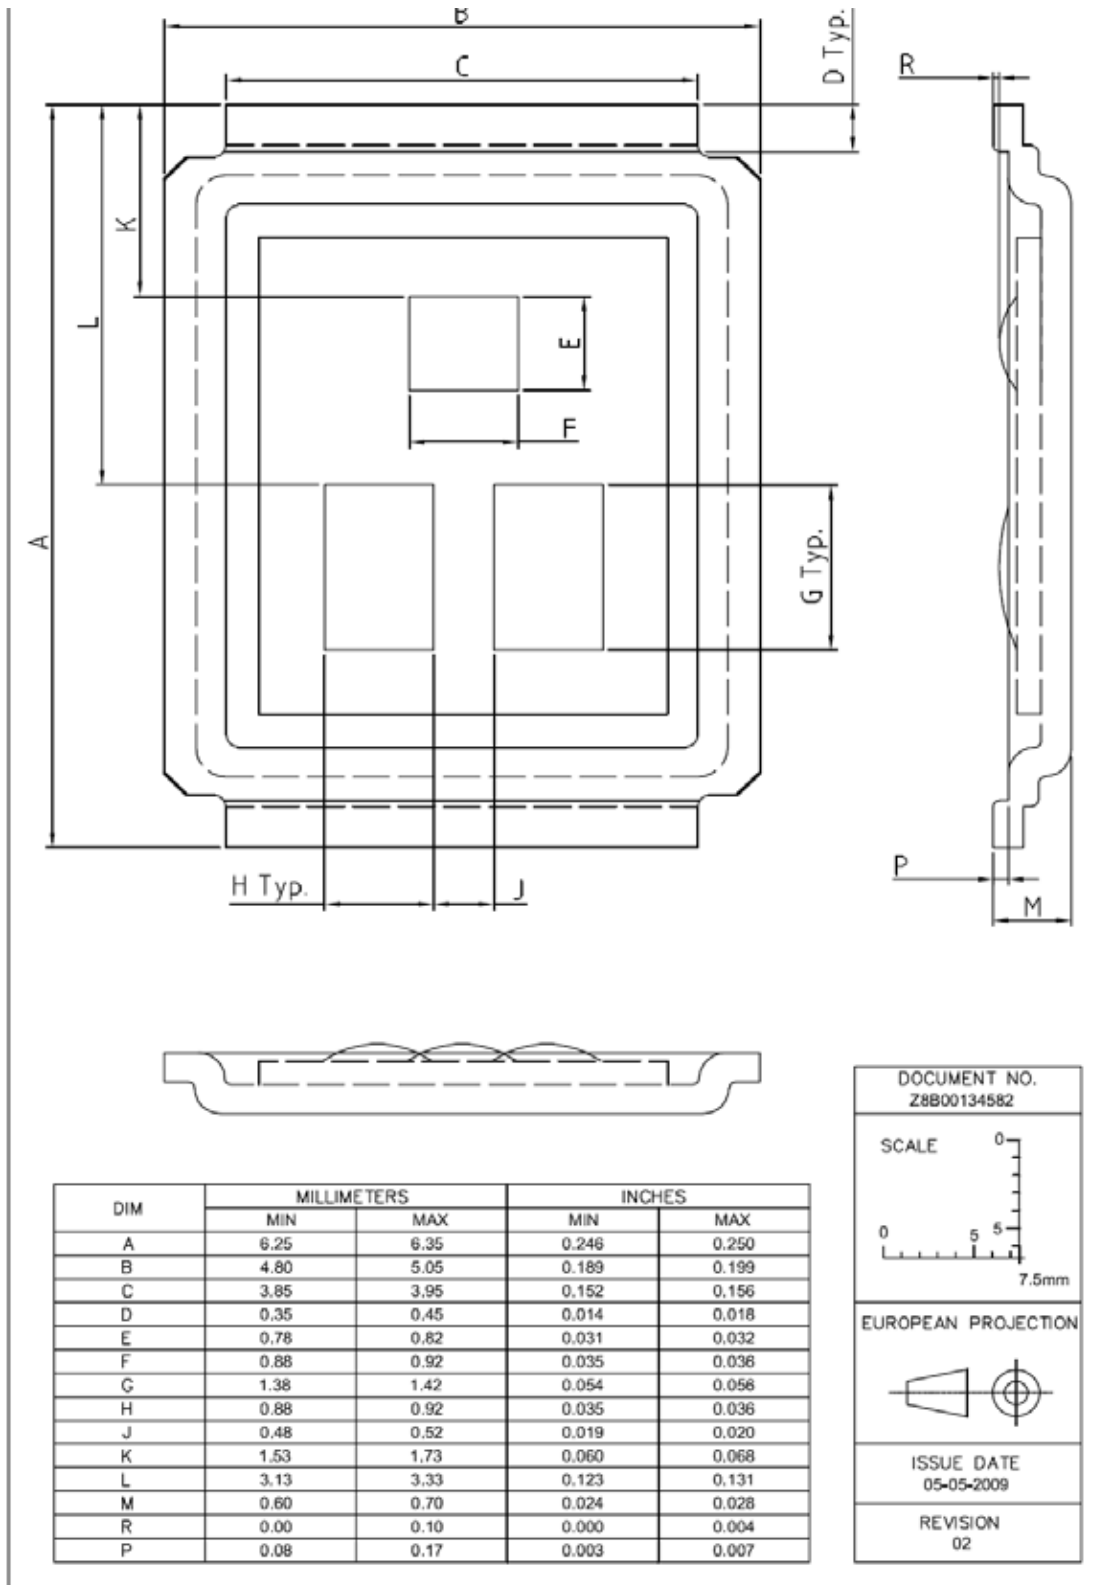 B
C
D Typ.
R
K
L
E
F
A
G Typ.
H Typ.
J
P
M
DOCUMENT NO.
Z8B00134582
SCALE
0
0 5 5
7.5mm
EUROPEAN PROJECTION
ISSUE DATE
05-05-2009
REVISION
02
DIM MILLIMETERS INCHES
MIN MAX MIN MAX
A 6.25 6.35 0.246 0.250
B 4.80 5.05 0.189 0.199
C 3.85 3.95 0.152 0.156
D 0.35 0.45 0.014 0.018
E 0.78 0.82 0.031 0.032
F 0.88 0.92 0.035 0.036
G 1.38 1.42 0.054 0.056
H 0.88 0.92 0.035 0.036
J 0.48 0.52 0.019 0.020
K 1.53 1.73 0.060 0.068
L 3.13 3.33 0.123 0.131
M 0.60 0.70 0.024 0.028
R 0.00 0.10 0.000 0.004
P 0.08 0.17 0.003 0.007